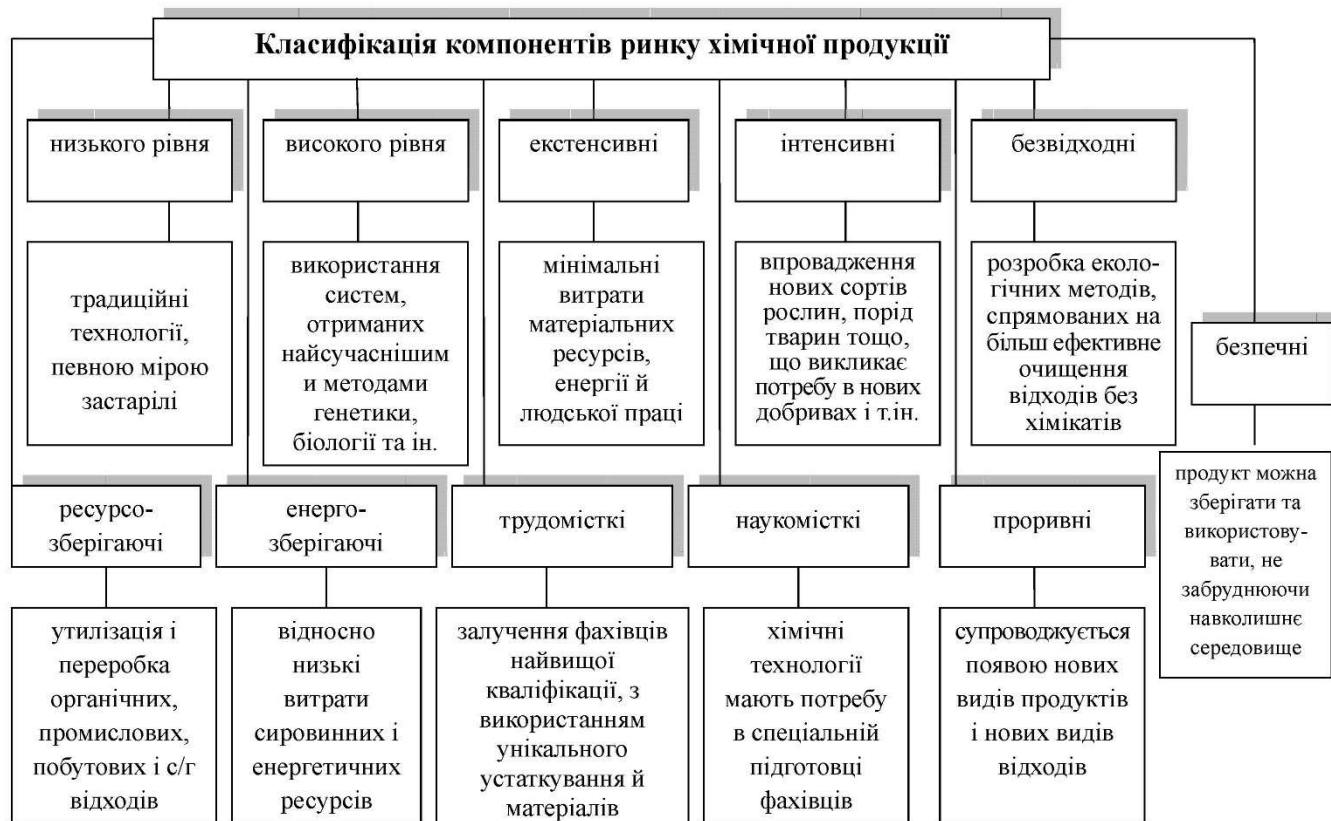 Класифікація компонентів ринку хімічної продукції
низького рівня
високого рівня
екстенсивні
інтенсивні
безвідходні
традиційні
технології,
певною мірою
застарілі
використання
систем,
отриманих
найсучаснішим
и методами
генетики,
біології та ін.
мінімальні
витрати
матеріальних
ресурсів,
енергії й
людської праці
впровадження
нових сортів
рослин, порід
тварин тощо,
що викликає
потребу в нових
добривах і т.ін.
розробка еколо-
гічних методів,
спрямованих на
більш ефективне
очищення
відходів без
хімікатів
безпечні
продукт можна
зберігати та
використову-
вати, не
забруднюючи
навколишнє
середовище
ресурсо-
зберігаючі
енерго-
зберігаючі
трудомісткі
наукомісткі
проривні
утилізація і
переробка
органічних,
промислових,
побутових і с/г
відходів
відносно
низькі
витрати
сировинних і
енергетичних
ресурсів
залучення фахівців
найвищої
кваліфікації, з
використанням
унікального
устаткування й
матеріалів
хімічні
технології
мають потребу
в спеціальній
підготовці
фахівців
супроводжується
появою нових
видів продуктів
і нових видів
відходів